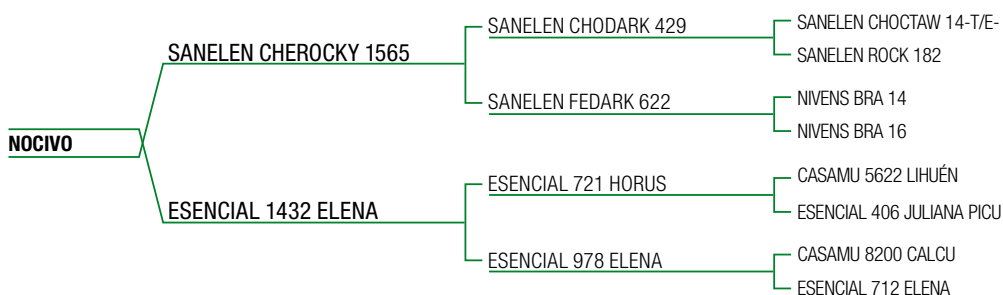 SANELEN CHOCTAW 14-T/E-
SANELEN CHODARK 429
SANELEN CHEROCKY 1565
SANELEN ROCK 182
NIVENS BRA 14
SANELEN FEDARK 622
NIVENS BRA 16
NOCIVO
CASAMU 5622 LIHUÉN
ESENCIAL 721 HORUS
ESENCIAL 1432 ELENA
ESENCIAL 406 JULIANA PICU
CASAMU 8200 CALCU
ESENCIAL 978 ELENA
ESENCIAL 712 ELENA